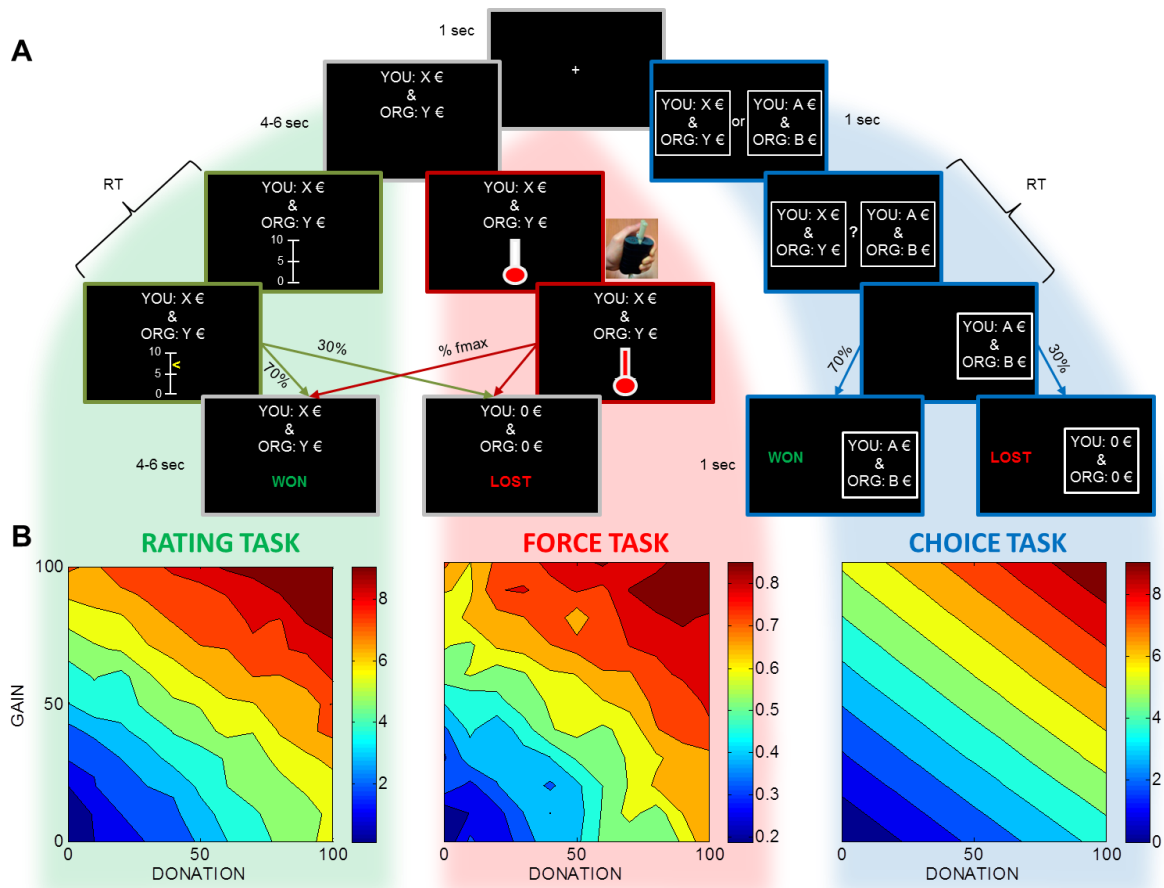 A
1 sec
+
YOU: X €
&
ORG: Y €
4-6 sec
YOU: X €
&
ORG: Y €
or
YOU: A €
&
ORG: B €
1 sec
RT
YOU: X €
&
ORG: Y €
10
5
0
YOU: X €
&
ORG: Y €
YOU: X €
&
ORG: Y €
?
YOU: A €
&
ORG: B €
RT
YOU: X €
&
ORG: Y €
10
5
0
<
70%
30%
% fmax
YOU: X €
&
ORG: Y €
YOU: A €
&
ORG: B €
70%
30%
4-6 sec
YOU: X €
&
ORG: Y €
WON
YOU: 0 €
&
ORG: 0 €
LOST
1 sec
WON
YOU: A €
&
ORG: B €
LOST
YOU: 0 €
&
ORG: 0 €
B
RATING TASK
FORCE TASK
CHOICE TASK
GAIN
100
50
0
0
50
100
DONATION
8
6
4
2
0
50
100
DONATION
0.8
0.7
0.6
0.5
0.4
0.3
0.2
0
50
100
DONATION
8
6
5
4
3
2
1
0